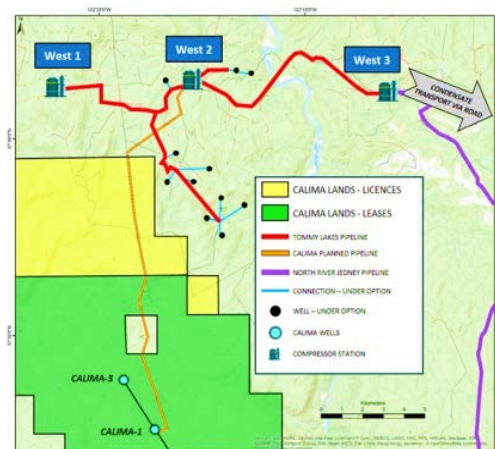 N
West 1
West 2
West 3
CONDENSATE
TRANSPORT VIA ROAD
CALIMA LANDS - LICENCES
CALIMA LANDS - LEASES
TOMMY LAKES PIPELINE
CALIMA PLANNED PIPELINE
NORTH RIVER JEDNEY PIPELINE
CONNECTION – UNDER OPTION
WELL – UNDER OPTION
CALIMA WELLS
COMPRESSOR STATION
CALIMA-3
CALIMA-1
Kilometers